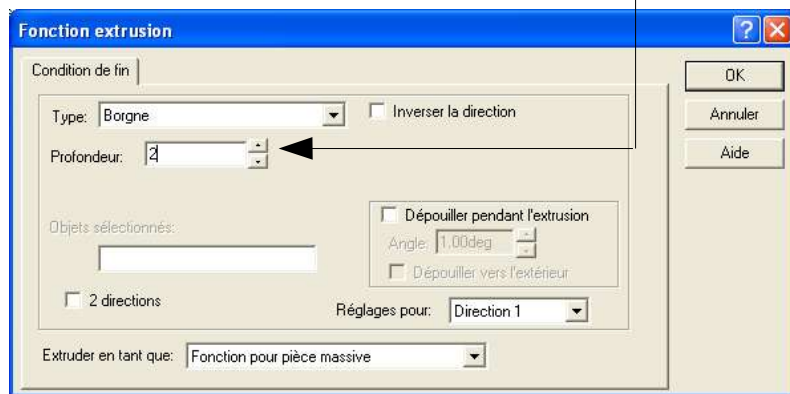 Fonction extrusion
Condition de fin
OK
Type: Borgne
Inverser la direction
Annuler
Profondeur: 2
Aide
Dépouiller pendant l'extrusion
Objets sélectionnés:
Angle: 1,00deg
Dépouiller vers l'extérieur
2 directions
Réglages pour: Direction 1
Extruder en tant que: Fonction pour pièce massive